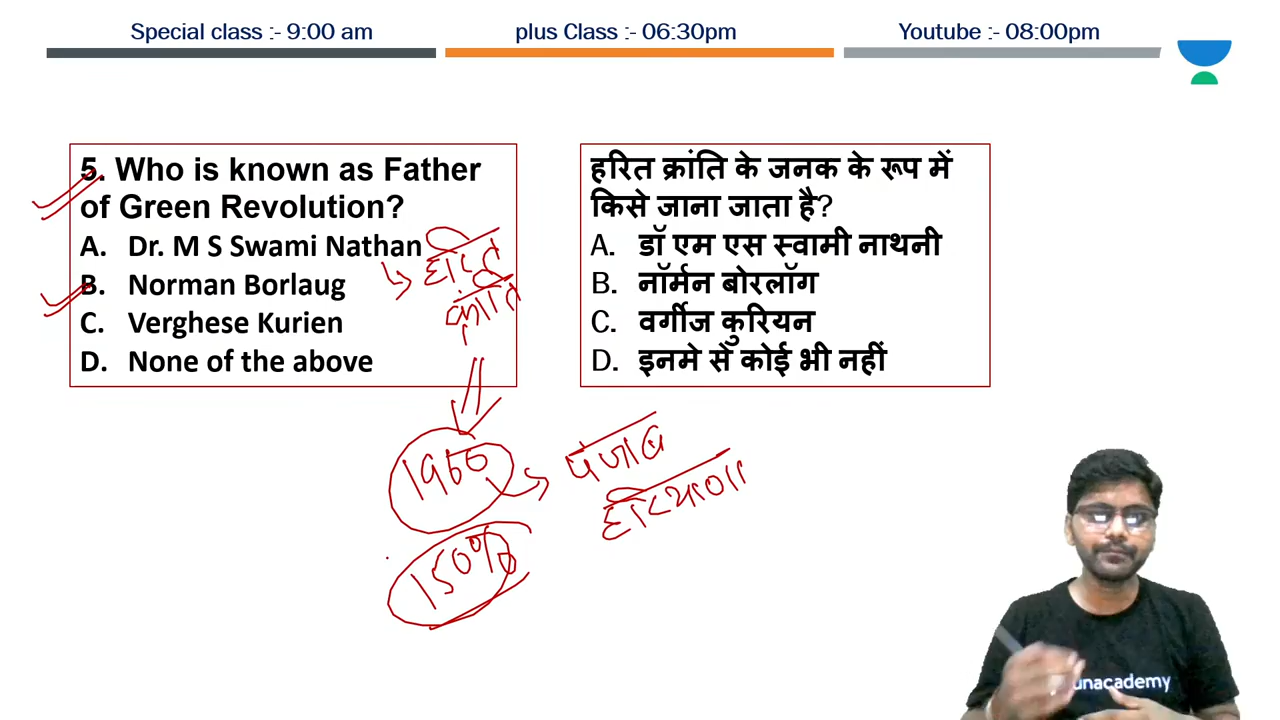 Special class :- 9:00 am
plus Class :- 06:30pm
Youtube :- 08:00pm
5. Who is known as Father
of Green Revolution?
A. Dr. M S Swami Nathan
B. Norman Borlaug
C. Verghese Kurien
D. None of the above
हरित क्रांति के जनक के रूप में
किसे जाना जाता है?
A. डॉ एम एस स्वामी नाथनी
B. नॉर्मन बोरलॉग
C. वर्गीज कुरियन
D. इनमे से कोई भी नहीं
हरित
क्रांति
1966
पंजाब
हरियाणा
150%
unacademy